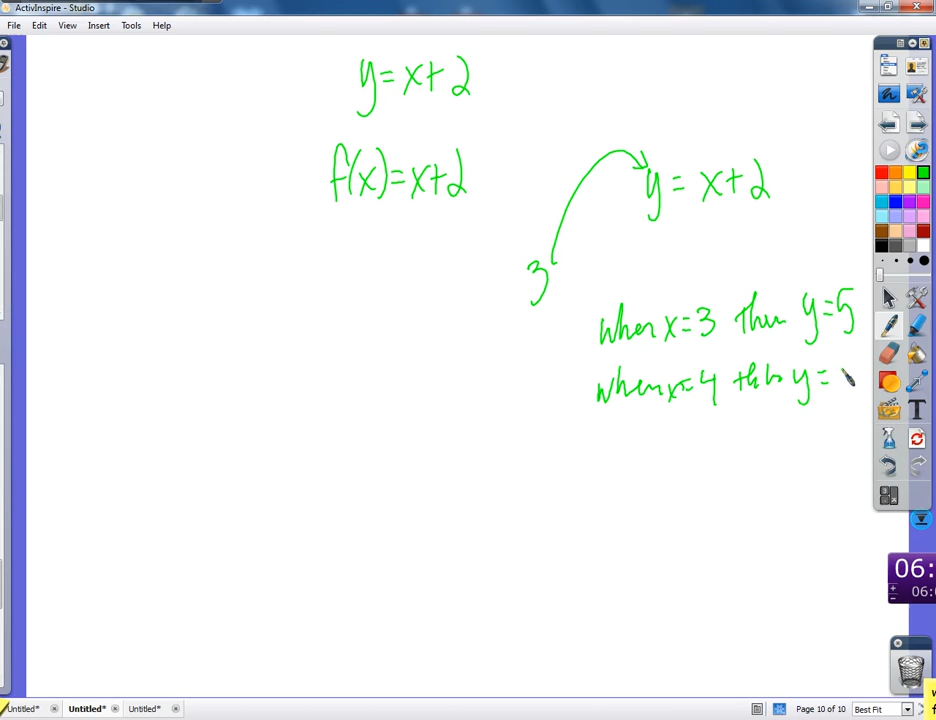 ActivInspire - Studio
File Edit View Insert Tools Help
y=x+2
f(x)=x+2
y=x+2
3
when x=3 then y=5
when x=4 then y=
06:
06:
Untitled* Untitled* Untitled*
Page 10 of 10 Best Fit